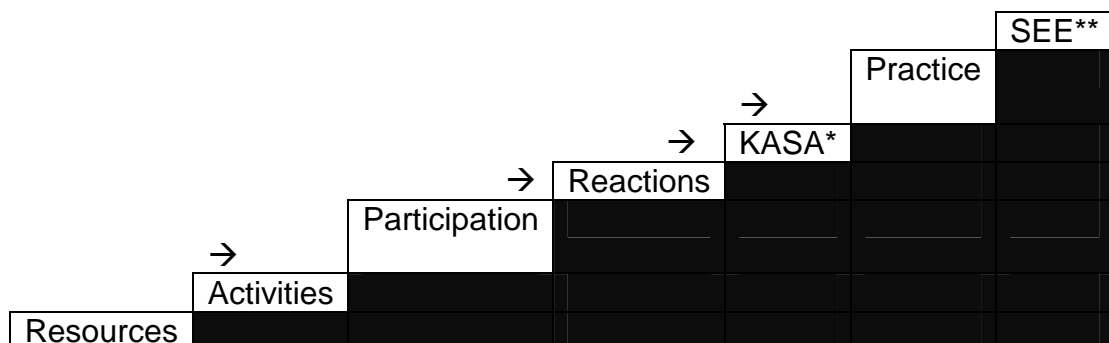 SEE**
Practice
→
→ KASA*
→ Reactions
Participation
→
Activities
Resources